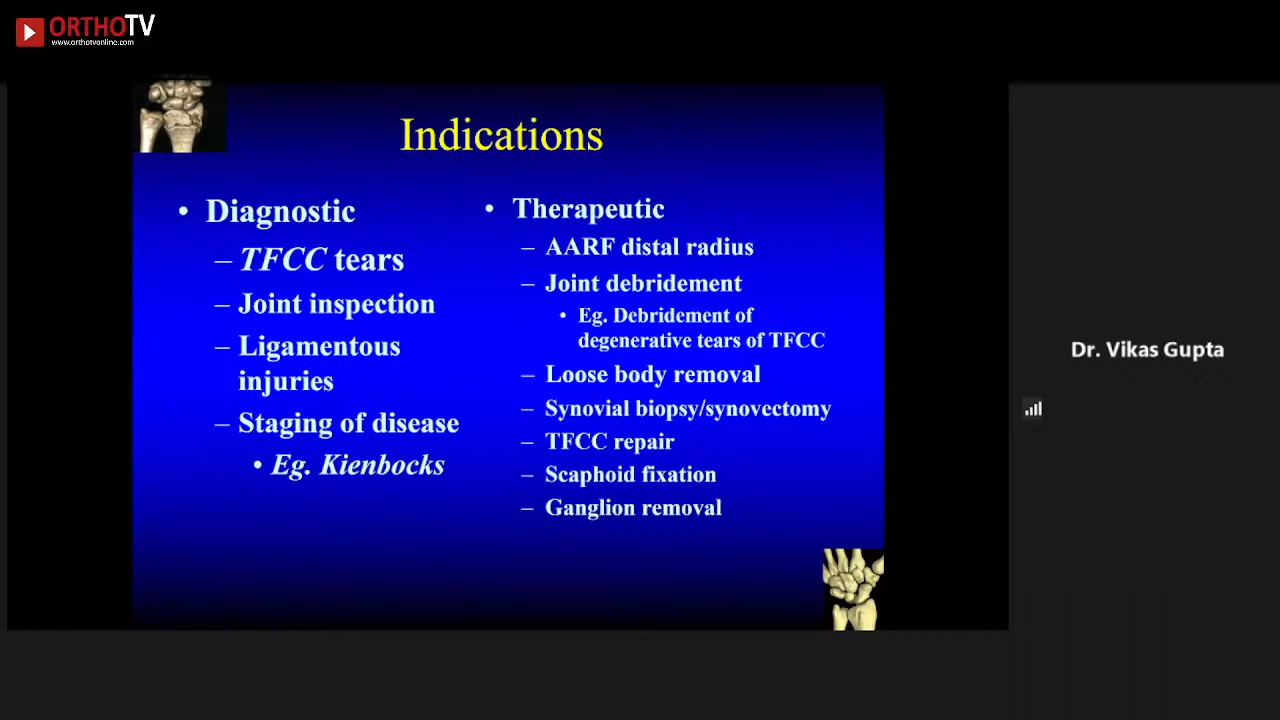 ORTHOTV
www.orthotvonline.com
Indications
• Diagnostic
– TFCC tears
– Joint inspection
– Ligamentous
injuries
– Staging of disease
• Eg. Kienbocks
• Therapeutic
– AARF distal radius
– Joint debridement
• Eg. Debridement of
degenerative tears of TFCC
– Loose body removal
– Synovial biopsy/synovectomy
– TFCC repair
– Scaphoid fixation
– Ganglion removal
Dr. Vikas Gupta